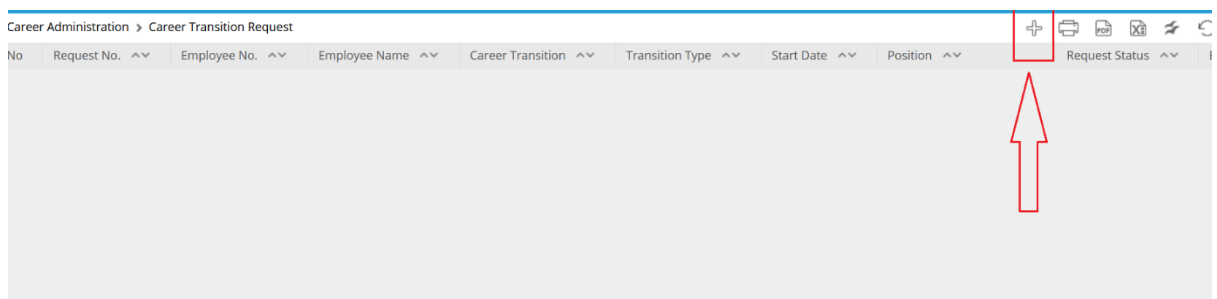 Career Administration > Career Transition Request
No Request No. Employee No. Employee Name Career Transition Transition Type Start Date Position Request Status E
PDF